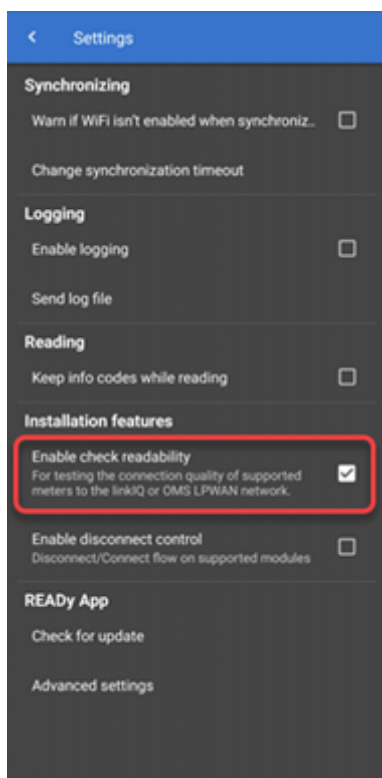 Settings
Synchronizing
Warn if WiFi isn't enabled when synchroniz..
Change synchronization timeout
Logging
Enable logging
Send log file
Reading
Keep info codes while reading
Installation features
Enable check readability
For testing the connection quality of supported
meters to the linkIQ or OMS LPWAN network.
Enable disconnect control
Disconnect/Connect flow on supported modules
READy App
Check for update
Advanced settings